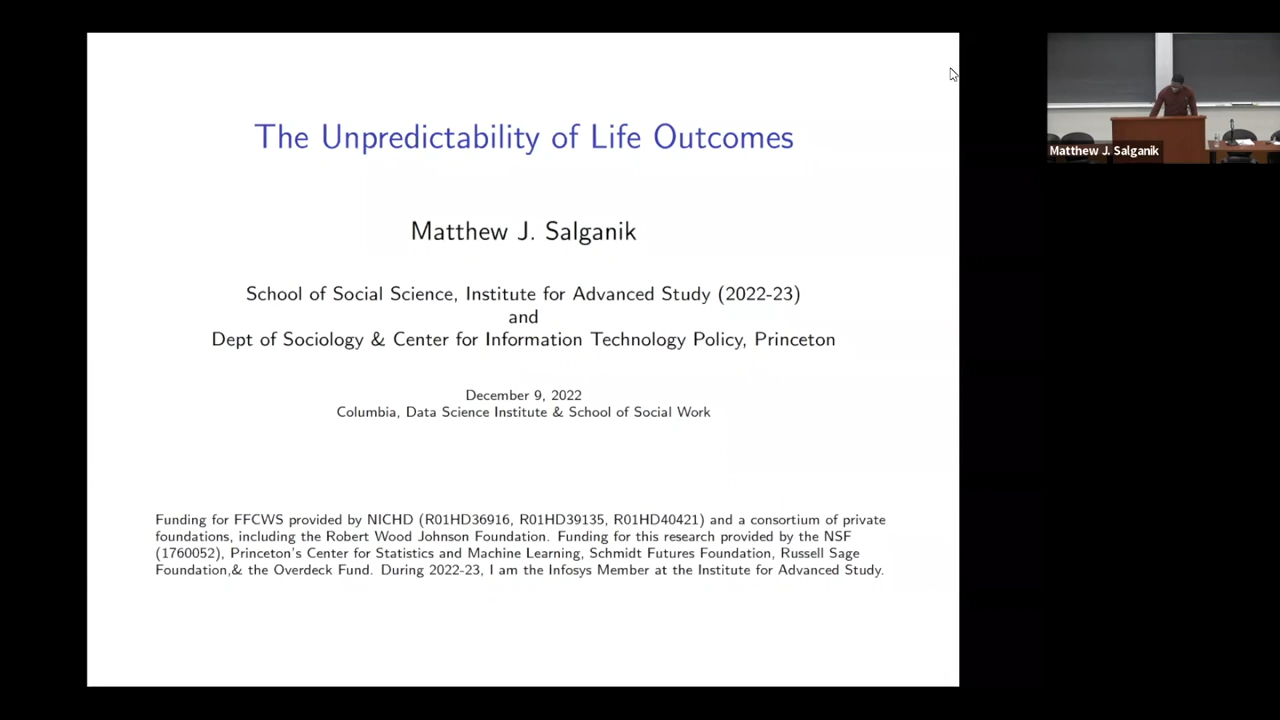 The Unpredictability of Life Outcomes
Matthew J. Salganik
School of Social Science, Institute for Advanced Study (2022-23)
and
Dept of Sociology & Center for Information Technology Policy, Princeton
December 9, 2022
Columbia, Data Science Institute & School of Social Work
Funding for FFCWS provided by NICHD (R01HD36916, R01HD39135, R01HD40421) and a consortium of private
foundations, including the Robert Wood Johnson Foundation. Funding for this research provided by the NSF
(1760052), Princeton's Center for Statistics and Machine Learning, Schmidt Futures Foundation, Russell Sage
Foundation,& the Overdeck Fund. During 2022-23, I am the Infosys Member at the Institute for Advanced Study.
Matthew J. Salganik